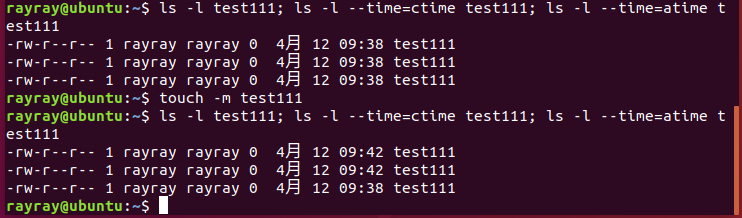 rayray@ubuntu:~$ ls -l test111; ls -l --time=ctime test111; ls -l --time=atime t
est111
-rw-r--r-- 1 rayray rayray 0  4月 12 09:38 test111
-rw-r--r-- 1 rayray rayray 0  4月 12 09:38 test111
-rw-r--r-- 1 rayray rayray 0  4月 12 09:38 test111
rayray@ubuntu:~$ touch -m test111
rayray@ubuntu:~$ ls -l test111; ls -l --time=ctime test111; ls -l --time=atime t
est111
-rw-r--r-- 1 rayray rayray 0  4月 12 09:42 test111
-rw-r--r-- 1 rayray rayray 0  4月 12 09:42 test111
-rw-r--r-- 1 rayray rayray 0  4月 12 09:38 test111
rayray@ubuntu:~$